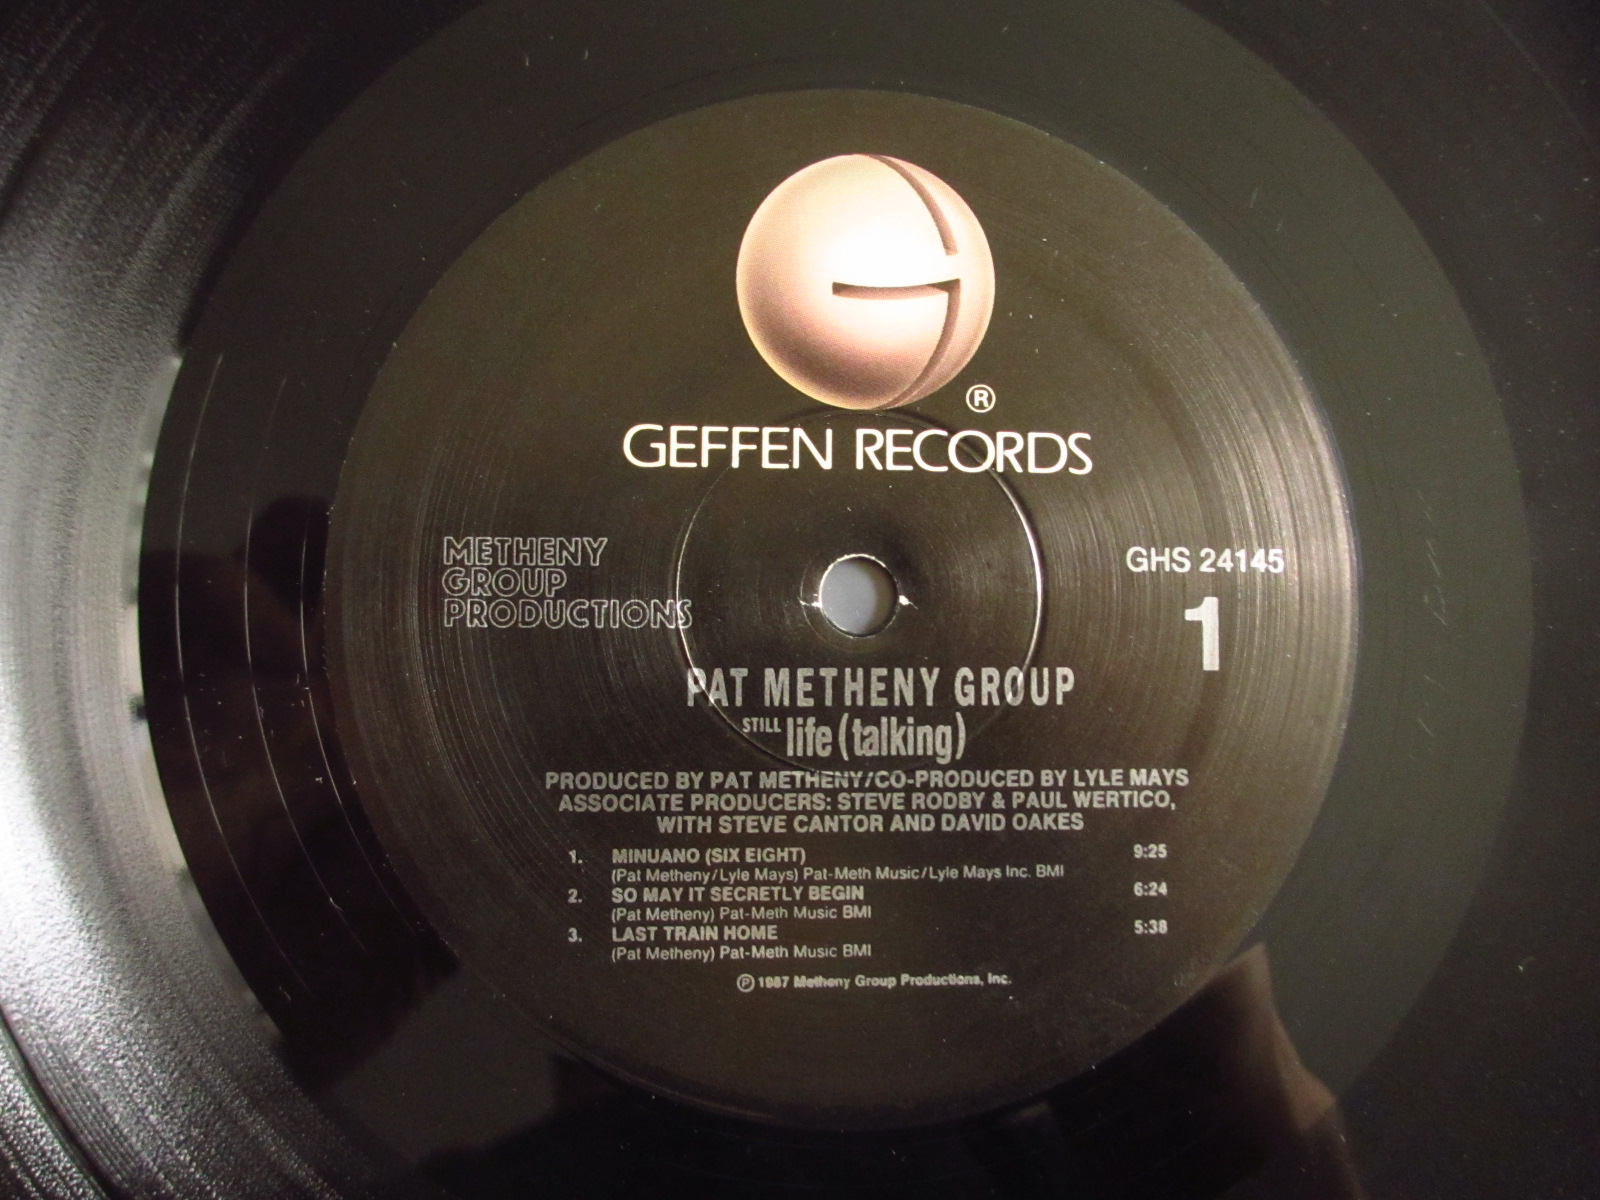 ®
GEFFEN RECORDS
METHENY
GROUP
PRODUCTIONS
GHS 24145
1
PAT METHENY GROUP
STILL life (talking)
PRODUCED BY PAT METHENY/CO-PRODUCED BY LYLE MAYS
ASSOCIATE PRODUCERS: STEVE RODBY & PAUL WERTICO,
WITH STEVE CANTOR AND DAVID OAKES
1. MINUANO (SIX EIGHT) 9:25
(Pat Metheny/Lyle Mays) Pat-Meth Music/Lyle Mays Inc. BMI
2. SO MAY IT SECRETLY BEGIN 6:24
(Pat Metheny) Pat-Meth Music BMI
3. LAST TRAIN HOME 5:38
(Pat Metheny) Pat-Meth Music BMI
℗ 1987 Metheny Group Productions, Inc.